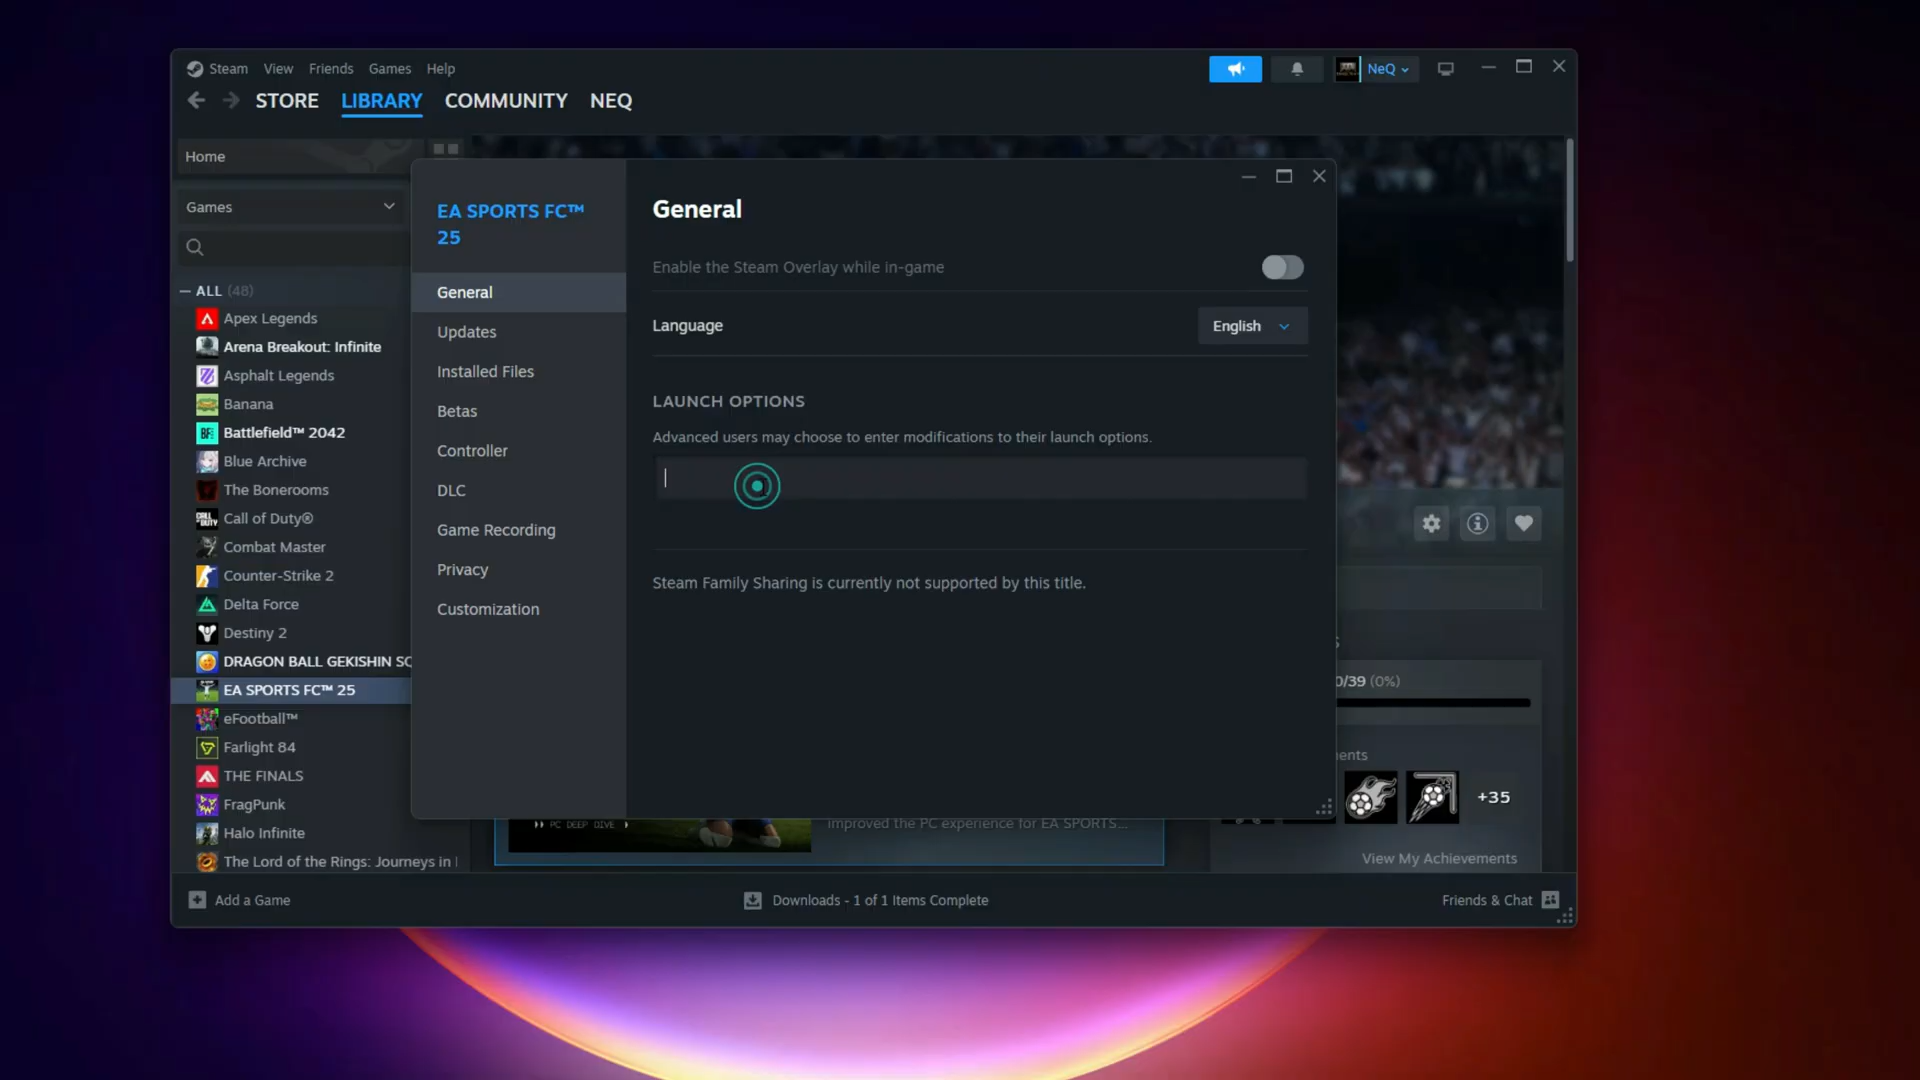 Steam View Friends Games Help
NeQ
STORE LIBRARY COMMUNITY NEQ
Home
Games
ALL (48)
Apex Legends
Arena Breakout: Infinite
Asphalt Legends
Banana
Battlefield™ 2042
Blue Archive
The Bonerooms
Call of Duty®
Combat Master
Counter-Strike 2
Delta Force
Destiny 2
DRAGON BALL GEKISHIN SQ
EA SPORTS FC™ 25
eFootball™
Farlight 84
THE FINALS
FragPunk
Halo Infinite
The Lord of the Rings: Journeys in
EA SPORTS FC™
25
General
Updates
Installed Files
Betas
Controller
DLC
Game Recording
Privacy
Customization
General
Enable the Steam Overlay while in-game
Language
English
LAUNCH OPTIONS
Advanced users may choose to enter modifications to their launch options.
Steam Family Sharing is currently not supported by this title.
S
0/39 (0%)
ents
+35
View My Achievements
PC DEEP DIVE
improved the PC experience for EA SPORTS...
Add a Game
Downloads - 1 of 1 Items Complete
Friends & Chat